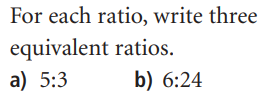 For each ratio, write three
equivalent ratios.
a) 5:3 b) 6:24